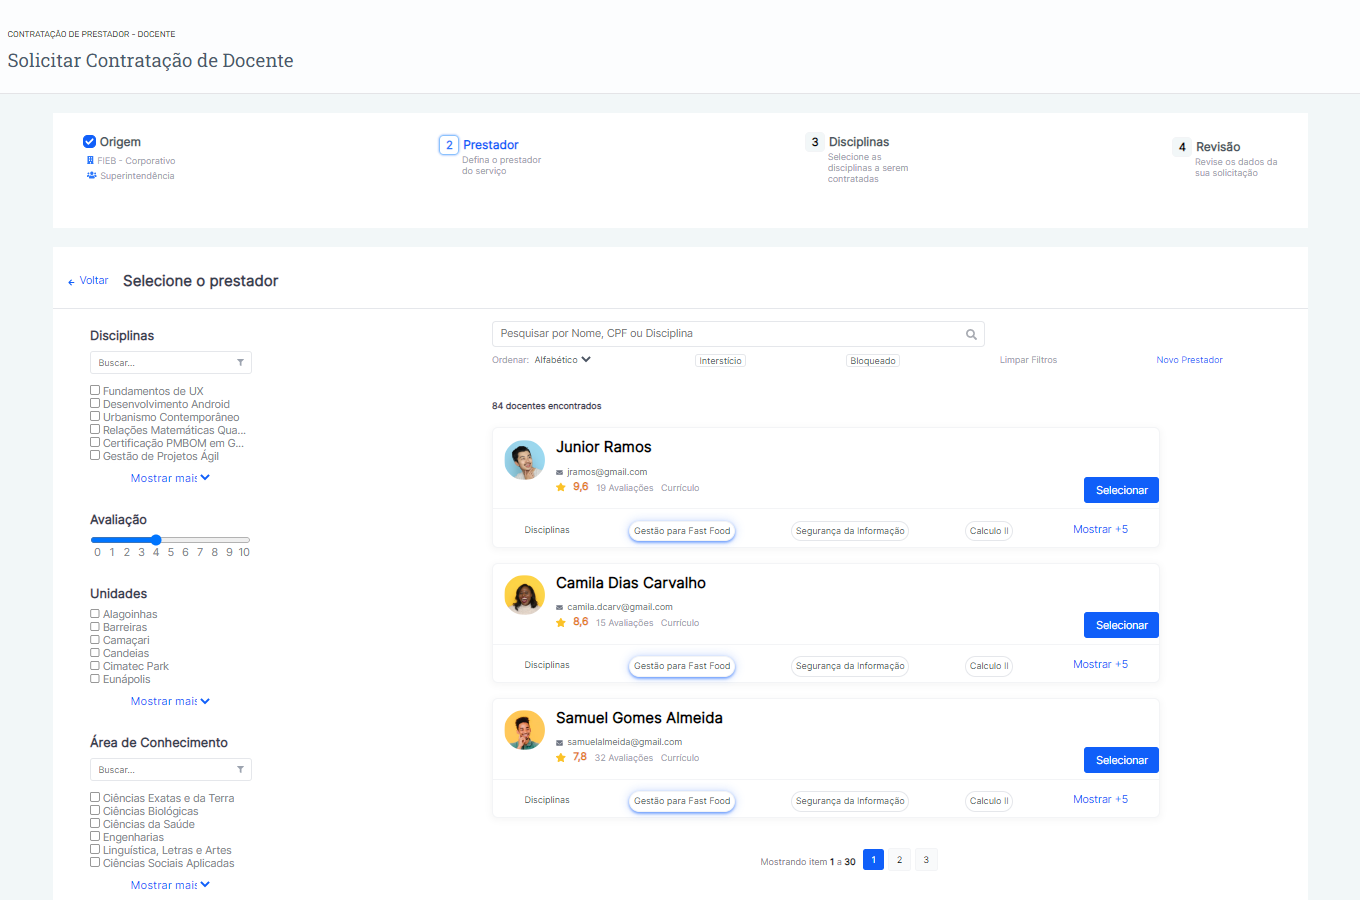 CONTRATAÇÃO DE PRESTADOR - DOCENTE
Solicitar Contratação de Docente
Origem
FIEB - Corporativo
Superintendência
2 Prestador
Defina o prestador
do serviço
3 Disciplinas
Selecione as
disciplinas a serem
contratadas
4 Revisão
Revise os dados da
sua solicitação
Voltar Selecione o prestador
Disciplinas
Buscar...
Fundamentos de UX
Desenvolvimento Android
Urbanismo Contemporâneo
Relações Matemáticas Qua...
Certificação PMBOM em G...
Gestão de Projetos Ágil
Mostrar mais
Avaliação
0 1 2 3 4 5 6 7 8 9 10
Unidades
Alagoinhas
Barreiras
Camaçari
Candeias
Cimatec Park
Eunápolis
Mostrar mais
Área de Conhecimento
Buscar...
Ciências Exatas e da Terra
Ciências Biológicas
Ciências da Saúde
Engenharias
Linguística, Letras e Artes
Ciências Sociais Aplicadas
Mostrar mais
Pesquisar por Nome, CPF ou Disciplina
Ordenar: Alfabético Interstício Bloqueado Limpar Filtros Novo Prestador
84 docentes encontrados
Junior Ramos
jramos@gmail.com
9,6 19 Avaliações Currículo
Selecionar
Disciplinas Gestão para Fast Food Segurança da Informação Calculo II Mostrar +5
Camila Dias Carvalho
camila.dcarv@gmail.com
8,6 15 Avaliações Currículo
Selecionar
Disciplinas Gestão para Fast Food Segurança da Informação Calculo II Mostrar +5
Samuel Gomes Almeida
samuelalmeida@gmail.com
7,8 32 Avaliações Currículo
Selecionar
Disciplinas Gestão para Fast Food Segurança da Informação Calculo II Mostrar +5
Mostrando item 1 a 30 1 2 3